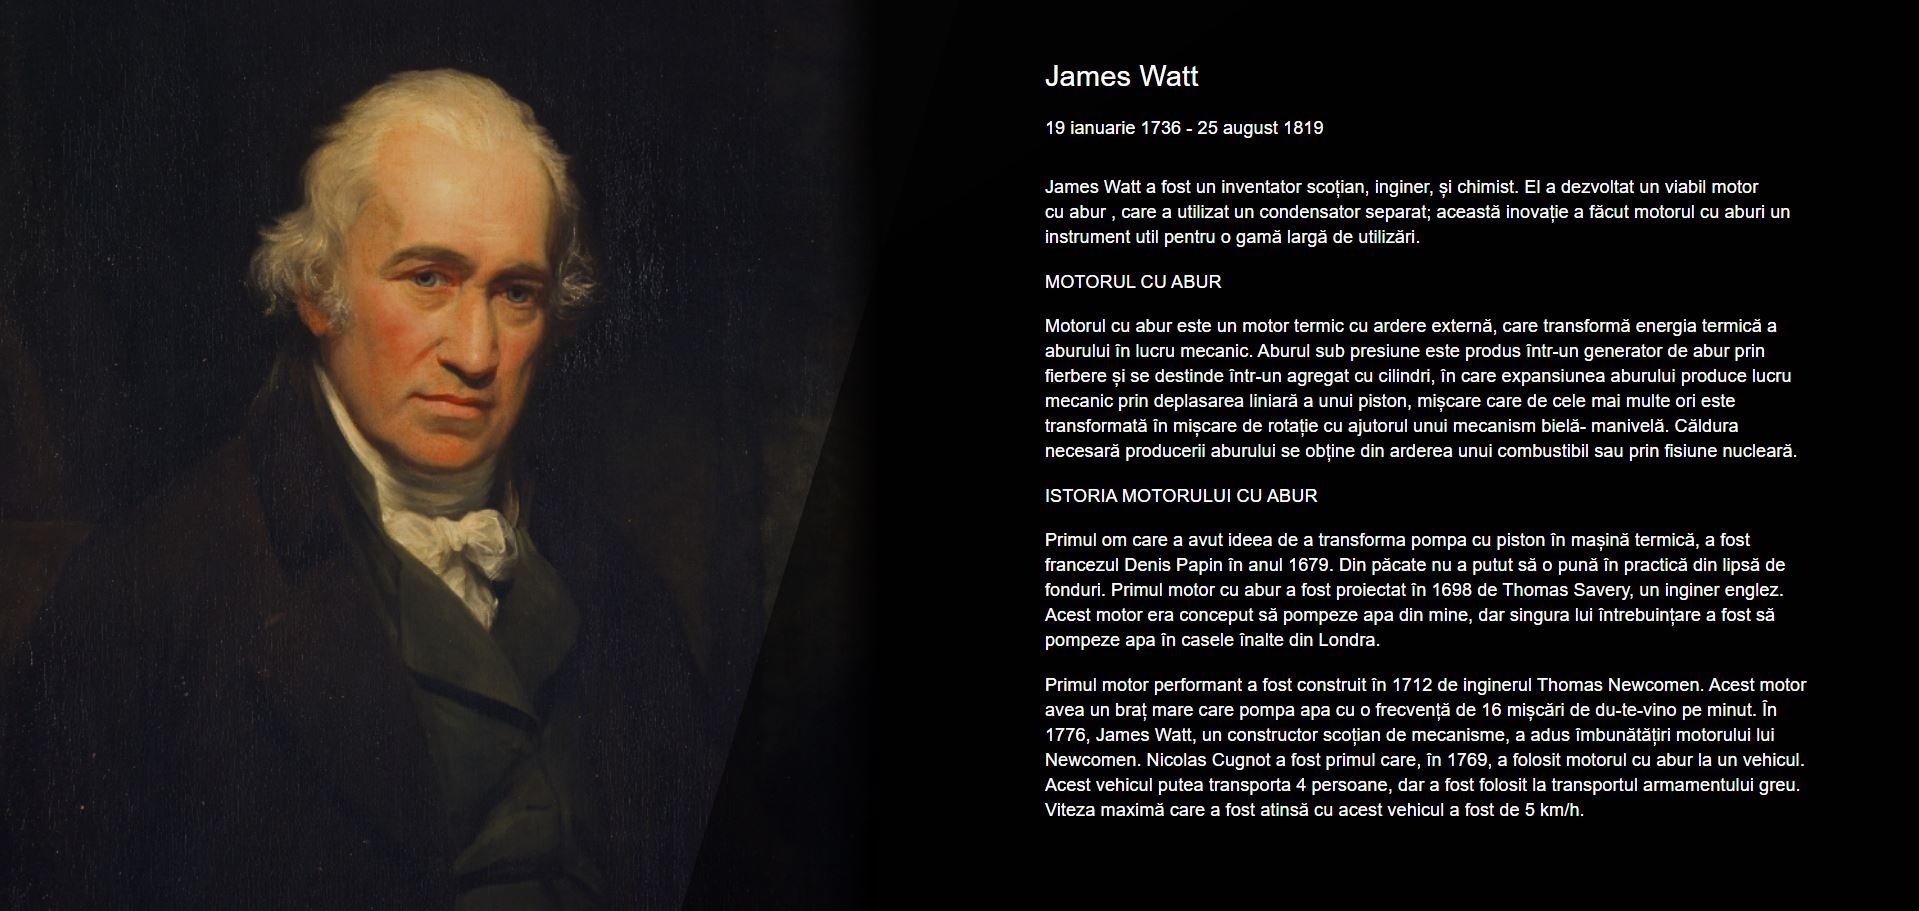 James Watt
19 ianuarie 1736 - 25 august 1819
James Watt a fost un inventator scoțian, inginer, și chimist. El a dezvoltat un viabil motor
cu abur , care a utilizat un condensator separat; această inovație a făcut motorul cu aburi un
instrument util pentru o gamă largă de utilizări.
MOTORUL CU ABUR
Motorul cu abur este un motor termic cu ardere externă, care transformă energia termică a
aburului în lucru mecanic. Aburul sub presiune este produs într-un generator de abur prin
fierbere și se destinde într-un agregat cu cilindri, în care expansiunea aburului produce lucru
mecanic prin deplasarea liniară a unui piston, mișcare care de cele mai multe ori este
transformată în mișcare de rotație cu ajutorul unui mecanism bielă- manivelă. Căldura
necesară producerii aburului se obține din arderea unui combustibil sau prin fisiune nucleară.
ISTORIA MOTORULUI CU ABUR
Primul om care a avut ideea de a transforma pompa cu piston în mașină termică, a fost
francezul Denis Papin în anul 1679. Din păcate nu a putut să o pună în practică din lipsă de
fonduri. Primul motor cu abur a fost proiectat în 1698 de Thomas Savery, un inginer englez.
Acest motor era conceput să pompeze apa din mine, dar singura lui întrebuințare a fost să
pompeze apa în casele înalte din Londra.
Primul motor performant a fost construit în 1712 de inginerul Thomas Newcomen. Acest motor
avea un braț mare care pompa apa cu o frecvență de 16 mișcări de du-te-vino pe minut. În
1776, James Watt, un constructor scoțian de mecanisme, a adus îmbunătățiri motorului lui
Newcomen. Nicolas Cugnot a fost primul care, în 1769, a folosit motorul cu abur la un vehicul.
Acest vehicul putea transporta 4 persoane, dar a fost folosit la transportul armamentului greu.
Viteza maximă care a fost atinsă cu acest vehicul a fost de 5 km/h.